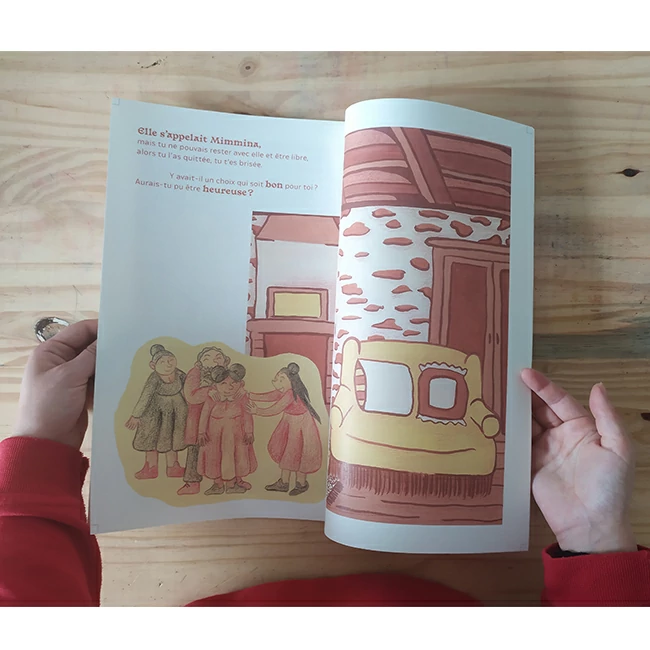 Elle s'appelait Mimmina,
mais tu ne pouvais rester avec elle et être libre,
alors tu l'as quittée, tu t'es brisée.
Y avait-il un choix qui soit bon pour toi ?
Aurais-tu pu être heureuse ?